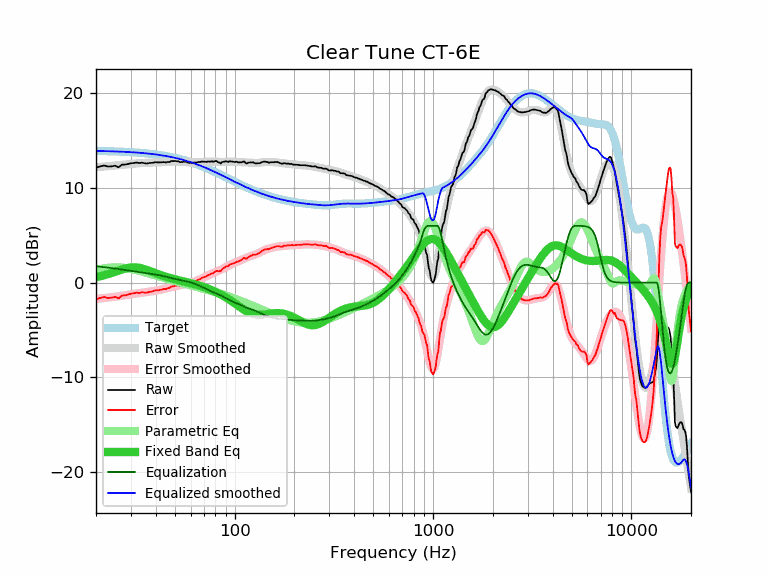 Clear Tune CT-6E
Amplitude (dBr)
20
10
0
−10
−20
Target
Raw Smoothed
Error Smoothed
Raw
Error
Parametric Eq
Fixed Band Eq
Equalization
Equalized smoothed
100 1000 10000
Frequency (Hz)